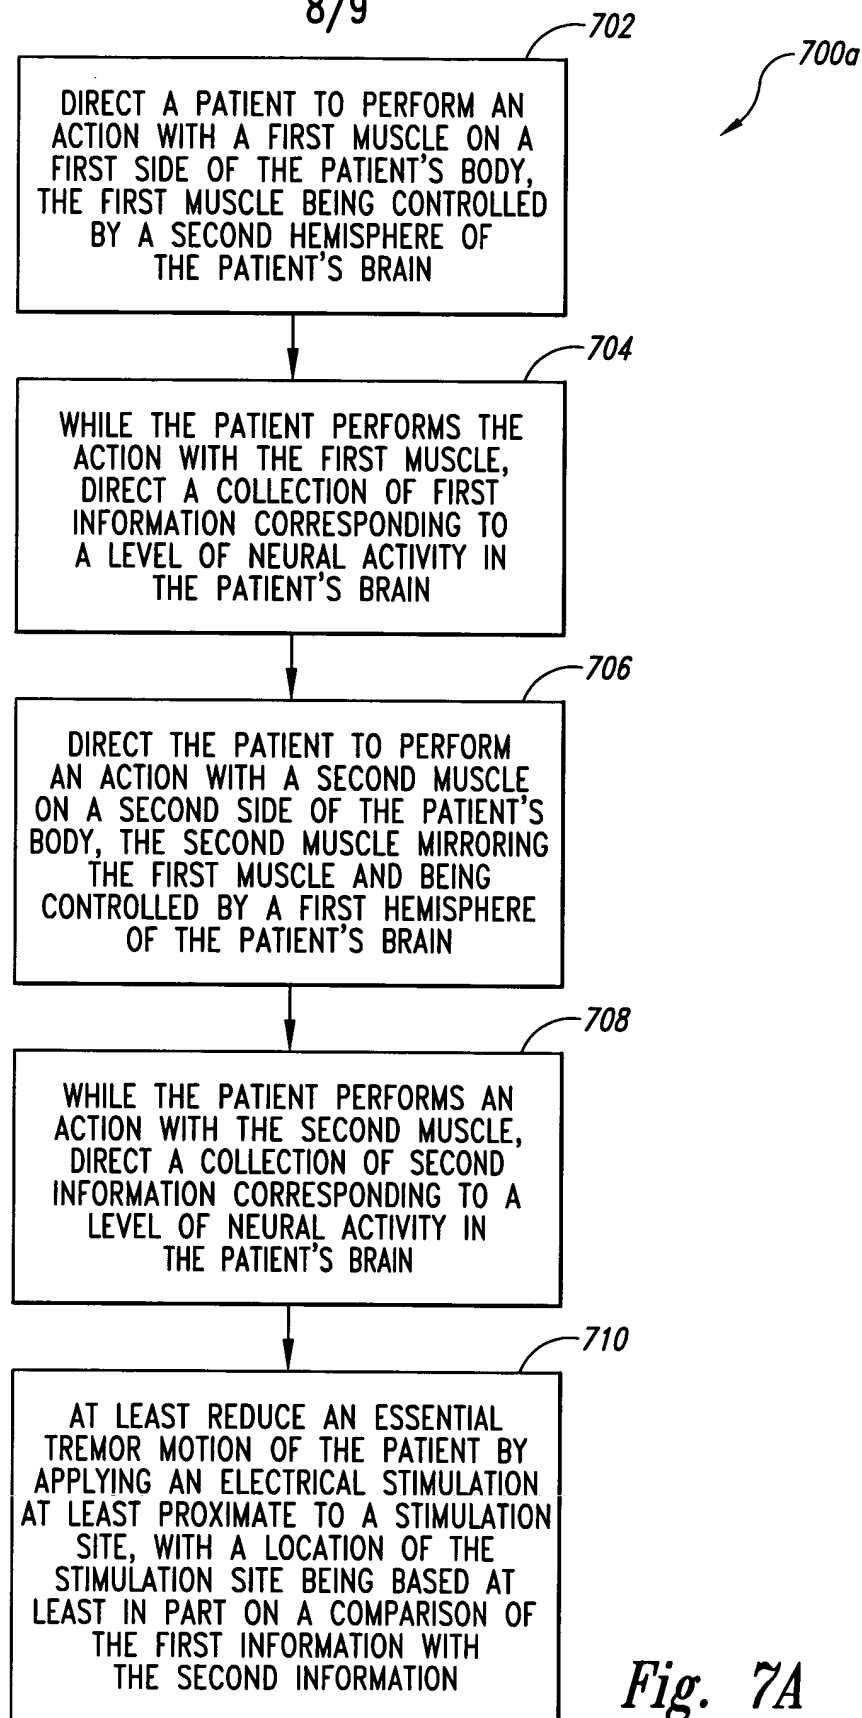 8/9
702
700a
DIRECT A PATIENT TO PERFORM AN
ACTION WITH A FIRST MUSCLE ON A
FIRST SIDE OF THE PATIENT'S BODY,
THE FIRST MUSCLE BEING CONTROLLED
BY A SECOND HEMISPHERE OF
THE PATIENT'S BRAIN
704
WHILE THE PATIENT PERFORMS THE
ACTION WITH THE FIRST MUSCLE,
DIRECT A COLLECTION OF FIRST
INFORMATION CORRESPONDING TO
A LEVEL OF NEURAL ACTIVITY IN
THE PATIENT'S BRAIN
706
DIRECT THE PATIENT TO PERFORM
AN ACTION WITH A SECOND MUSCLE
ON A SECOND SIDE OF THE PATIENT'S
BODY, THE SECOND MUSCLE MIRRORING
THE FIRST MUSCLE AND BEING
CONTROLLED BY A FIRST HEMISPHERE
OF THE PATIENT'S BRAIN
708
WHILE THE PATIENT PERFORMS AN
ACTION WITH THE SECOND MUSCLE,
DIRECT A COLLECTION OF SECOND
INFORMATION CORRESPONDING TO A
LEVEL OF NEURAL ACTIVITY IN
THE PATIENT'S BRAIN
710
AT LEAST REDUCE AN ESSENTIAL
TREMOR MOTION OF THE PATIENT BY
APPLYING AN ELECTRICAL STIMULATION
AT LEAST PROXIMATE TO A STIMULATION
SITE, WITH A LOCATION OF THE
STIMULATION SITE BEING BASED AT
LEAST IN PART ON A COMPARISON OF
THE FIRST INFORMATION WITH
THE SECOND INFORMATION
Fig. 7A